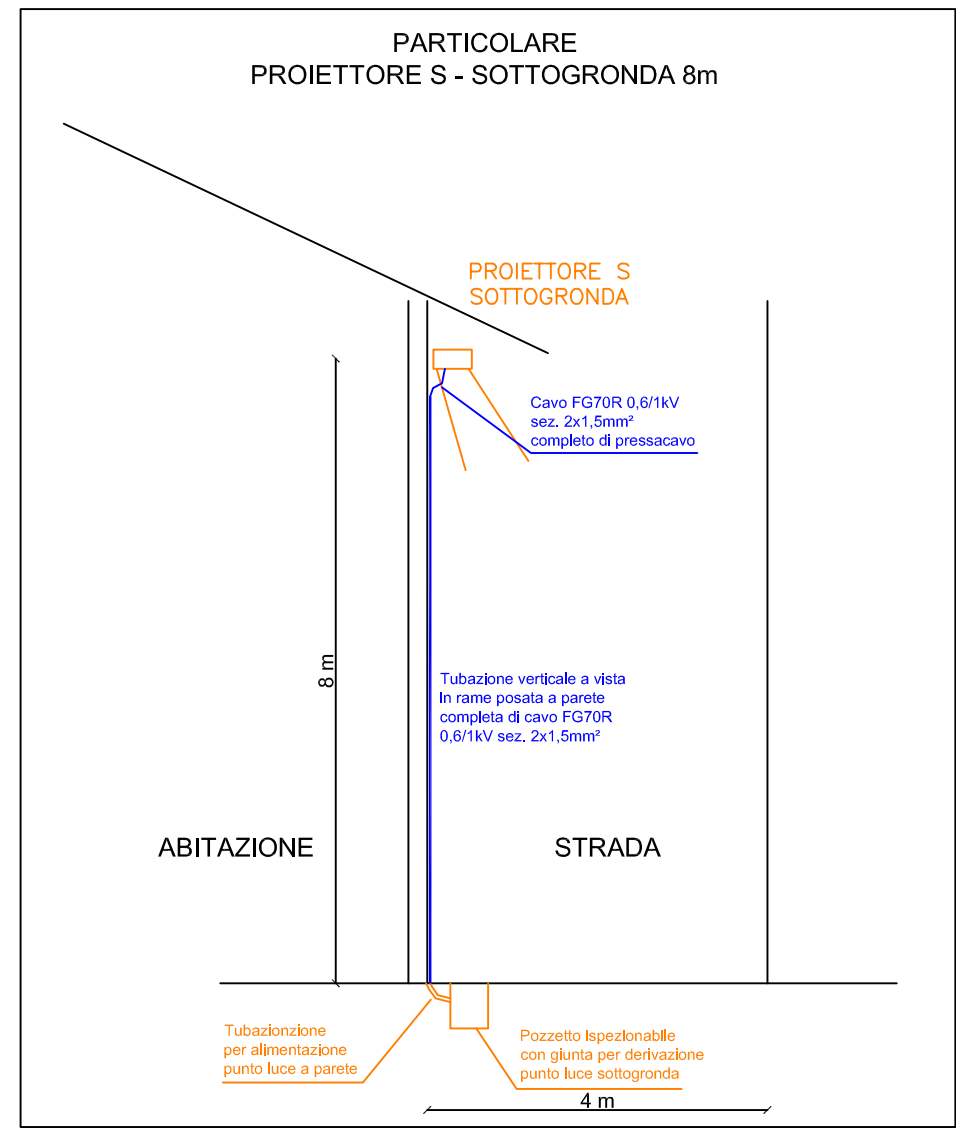 PARTICOLARE
PROIETTORE S - SOTTOGRONDA 8m
PROIETTORE S
SOTTOGRONDA
Cavo FG70R 0,6/1kV
sez. 2x1,5mm²
completo di pressacavo
8 m
Tubazione verticale a vista
In rame posata a parete
completa di cavo FG70R
0,6/1kV sez. 2x1,5mm²
ABITAZIONE
STRADA
Tubazionzione
per alimentazione
punto luce a parete
Pozzetto Ispezionabile
con giunta per derivazione
punto luce sottogronda
4 m